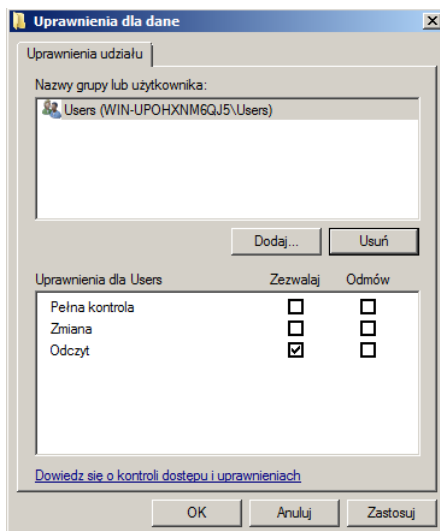 Uprawnienia dla dane
Uprawnienia udziału
Nazwy grupy lub użytkownika:
Users (WIN-UPOHXNM6QJ5\Users)
Dodaj... Usuń
Uprawnienia dla Users Zezwalaj Odmów
Pełna kontrola
Zmiana
Odczyt
Dowiedz się o kontroli dostępu i uprawnieniach
OK Anuluj Zastosuj